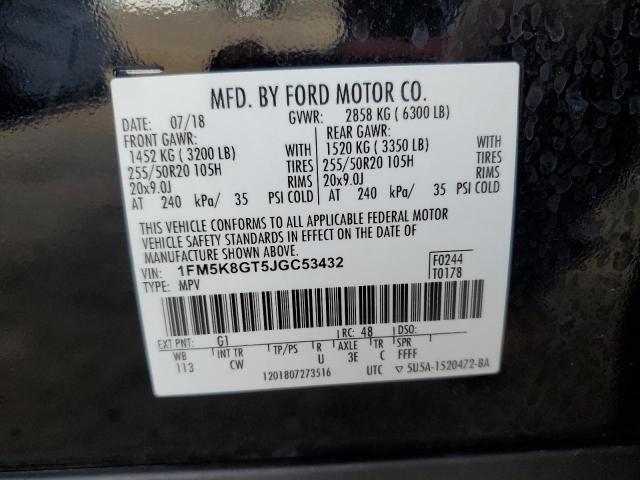 MFD. BY FORD MOTOR CO.
DATE: 07/18 GVWR: 2858 KG ( 6300 LB)
FRONT GAWR: REAR GAWR:
1452 KG ( 3200 LB) 1520 KG ( 3350 LB)
255/50R20 105H TIRES 255/50R20 105H TIRES
20x9.0J RIMS 20x9.0J RIMS
AT 240 kPa/ 35 PSI COLD AT 240 kPa/ 35 PSI COLD
THIS VEHICLE CONFORMS TO ALL APPLICABLE FEDERAL MOTOR
VEHICLE SAFETY STANDARDS IN EFFECT ON THE DATE OF
MANUFACTURE SHOWN ABOVE.
VIN: 1FM5K8GT5JGC53432 F0244
TYPE: MPV T0178
EXT PNT: G1 RC: 48 DSO:
WB INT TR TP/PS R AXLE TR SPR
113 CW U 3E C FFFF
1201807273516 UTC ▽ 5U5A-1520472-BA